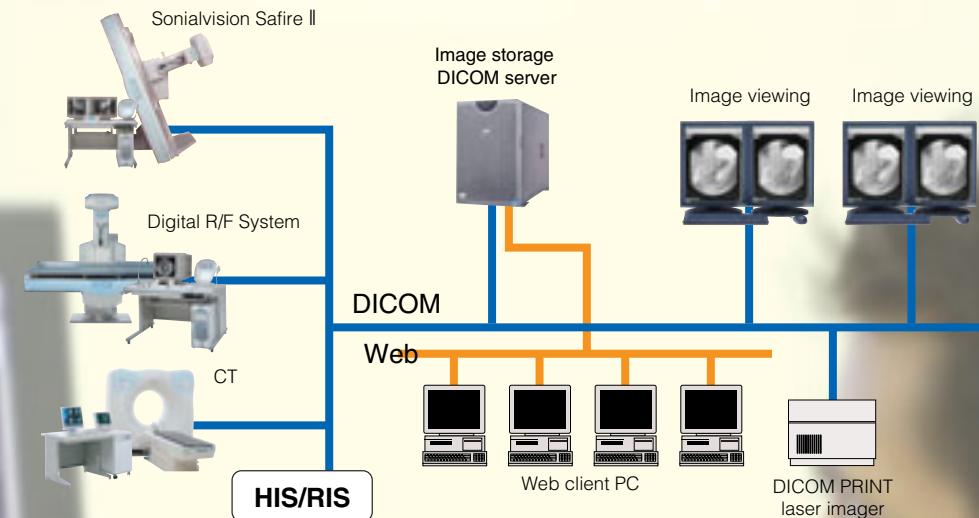 Sonialvision Safire Ⅱ
Image storage
DICOM server
Image viewing
Image viewing
Digital R/F System
DICOM
Web
CT
Web client PC
HIS/RIS
DICOM PRINT
laser imager